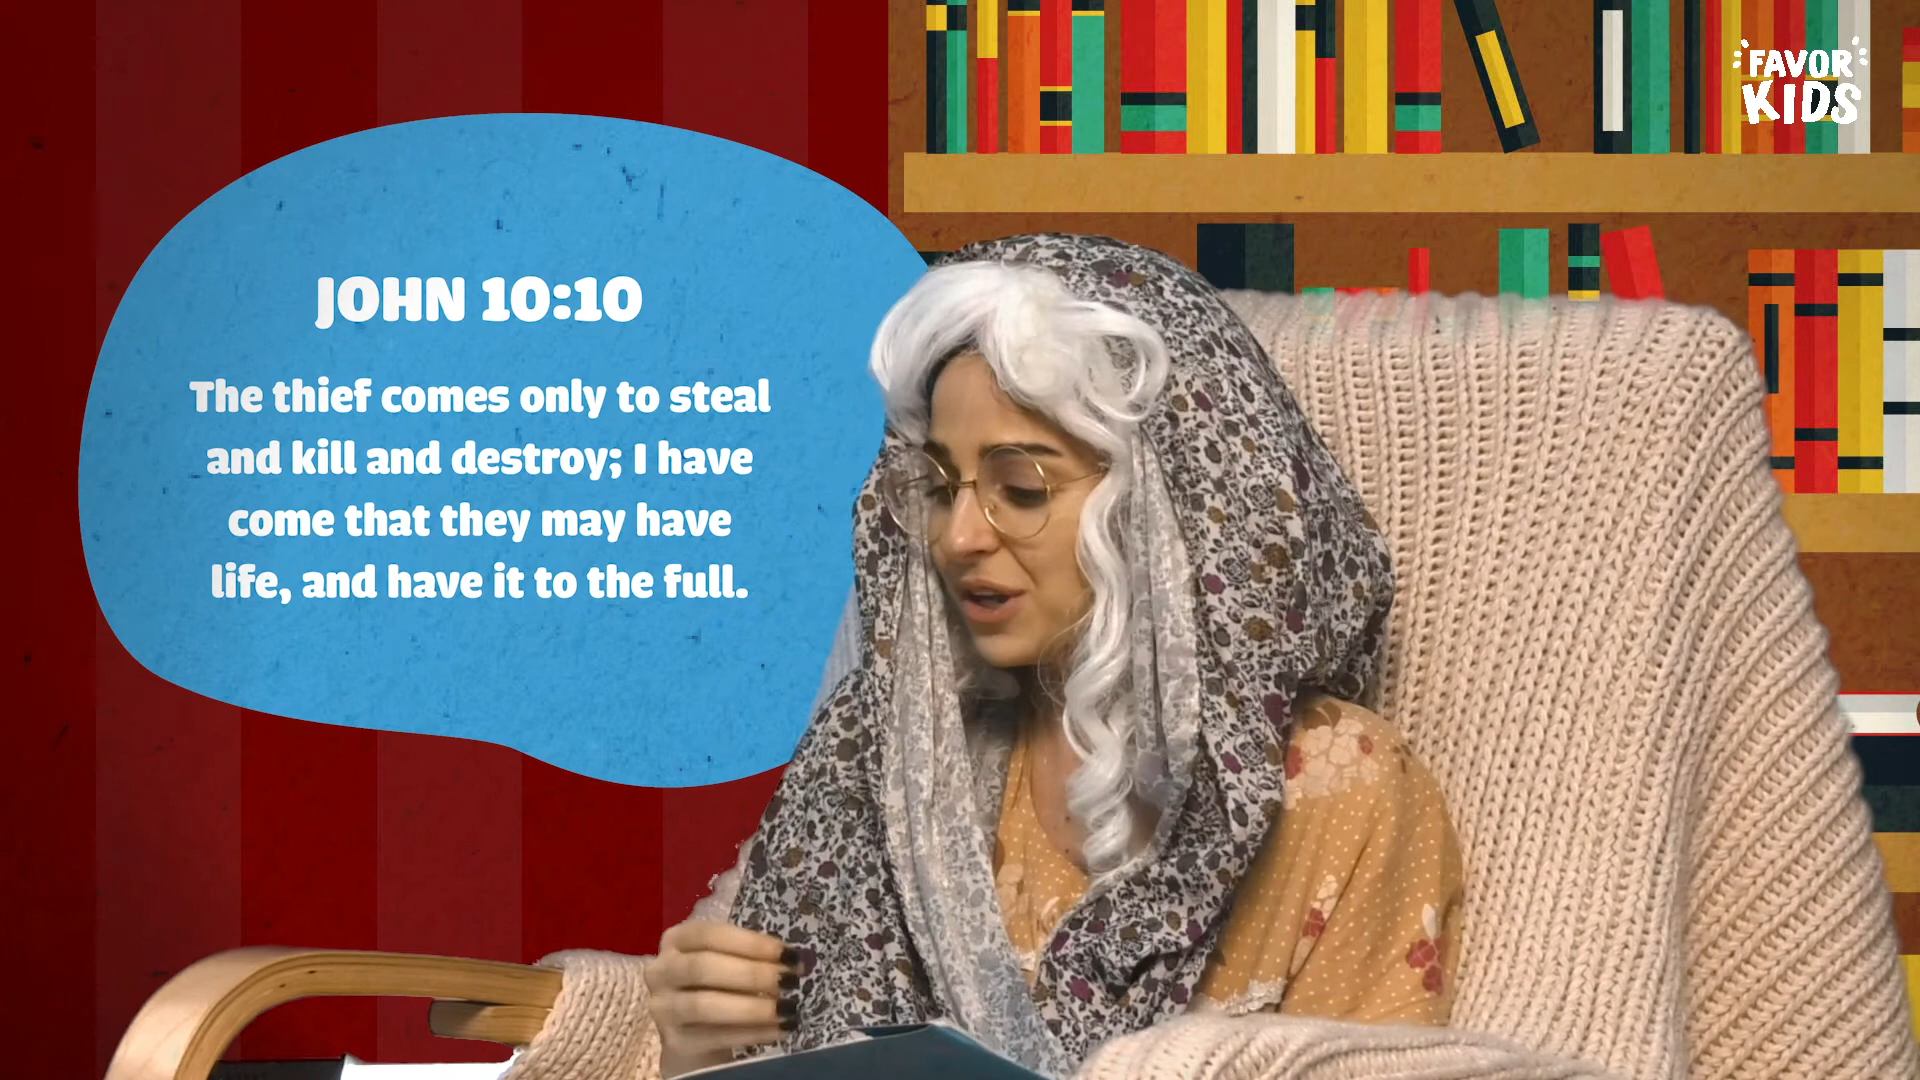 FAVOR
KIDS
JOHN 10:10
The thief comes only to steal
and kill and destroy; I have
come that they may have
life, and have it to the full.